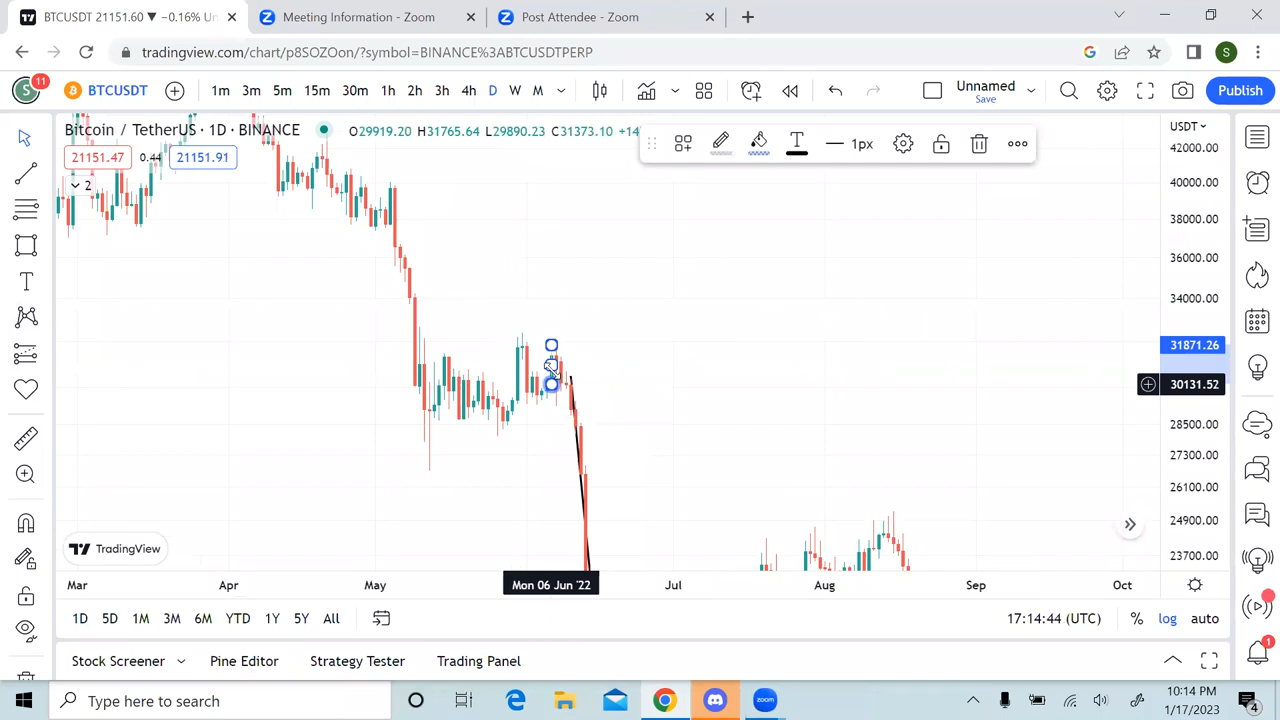 BTCUSDT 21151.60 ▼ −0.16% Un
Meeting Information - Zoom
Post Attendee - Zoom
tradingview.com/chart/p8SOZOon/?symbol=BINANCE%3ABTCUSDTPERP
S
S
11
BTCUSDT
1m 3m 5m 15m 30m 1h 2h 3h 4h D W M
Unnamed
Save
Publish
Bitcoin / TetherUS · 1D · BINANCE
O29919.20 H31765.64 L29890.23 C31373.10 +14
1px
USDT
21151.47
0.44
21151.91
2
42000.00
40000.00
38000.00
36000.00
34000.00
31871.26
30131.52
28500.00
27300.00
26100.00
24900.00
23700.00
TradingView
Mar
Apr
May
Mon 06 Jun '22
Jul
Aug
Sep
Oct
1D 5D 1M 3M 6M YTD 1Y 5Y All
17:14:44 (UTC)
%
log
auto
Stock Screener
Pine Editor
Strategy Tester
Trading Panel
1
Type here to search
zoom
10:14 PM
1/17/2023
4